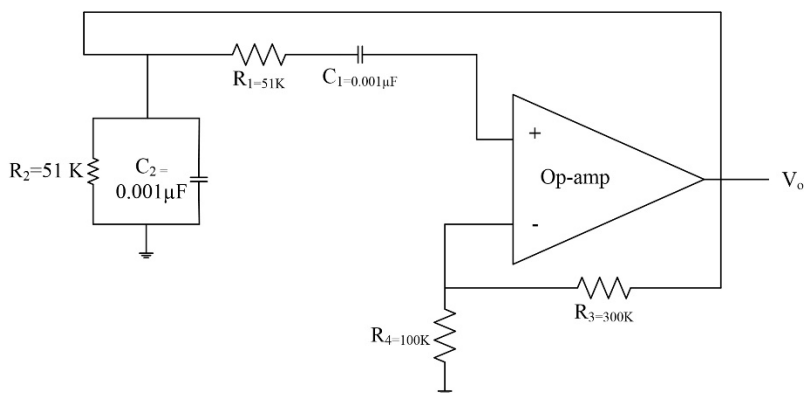 R1=51K
C1=0.001µF
R2=51 K
C2 =
0.001µF
+
Op-amp
Vo
-
R3=300K
R4=100K